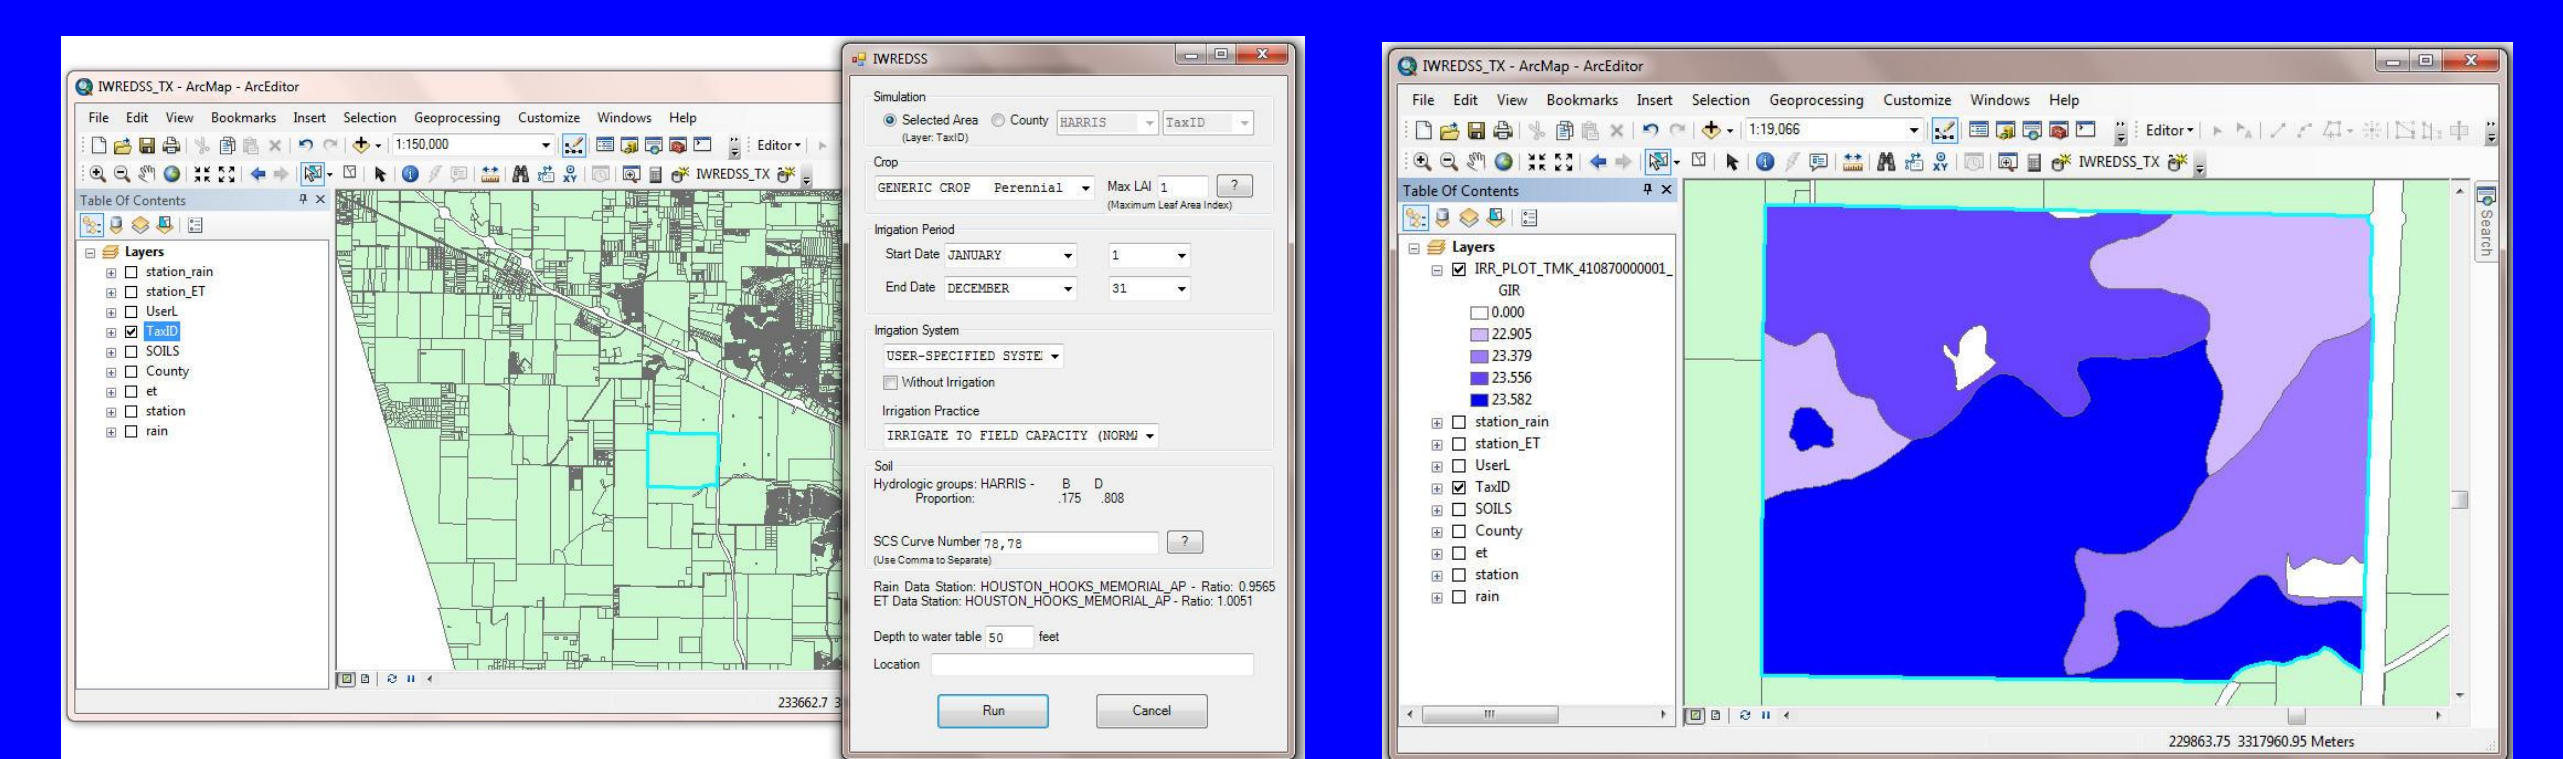 IWREDSS_TX - ArcMap - ArcEditor
File Edit View Bookmarks Insert Selection Geoprocessing Customize Windows Help
1:150,000
Editor
IWREDSS_TX
Table Of Contents
Layers
station_rain
station_ET
UserL
TaxID
SOILS
County
et
station
rain
233662.7 3
IWREDSS
Simulation
Selected Area County HARRIS TaxID
(Layer: TaxID)
Crop
GENERIC CROP Perennial Max LAI 1 ?
(Maximum Leaf Area Index)
Irrigation Period
Start Date JANUARY 1
End Date DECEMBER 31
Irrigation System
USER-SPECIFIED SYSTE
Without Irrigation
Irrigation Practice
IRRIGATE TO FIELD CAPACITY (NORM
Soil
Hydrologic groups: HARRIS - B D
Proportion: .175 .808
SCS Curve Number 78,78 ?
(Use Comma to Separate)
Rain Data Station: HOUSTON_HOOKS_MEMORIAL_AP - Ratio: 0.9565
ET Data Station: HOUSTON_HOOKS_MEMORIAL_AP - Ratio: 1.0051
Depth to water table 50 feet
Location
Run Cancel
IWREDSS_TX - ArcMap - ArcEditor
File Edit View Bookmarks Insert Selection Geoprocessing Customize Windows Help
1:19,066
Editor
IWREDSS_TX
Table Of Contents
Search
Layers
IRR_PLOT_TMK_410870000001_
GIR
0.000
22.905
23.379
23.556
23.582
station_rain
station_ET
UserL
TaxID
SOILS
County
et
station
rain
229863.75 3317960.95 Meters